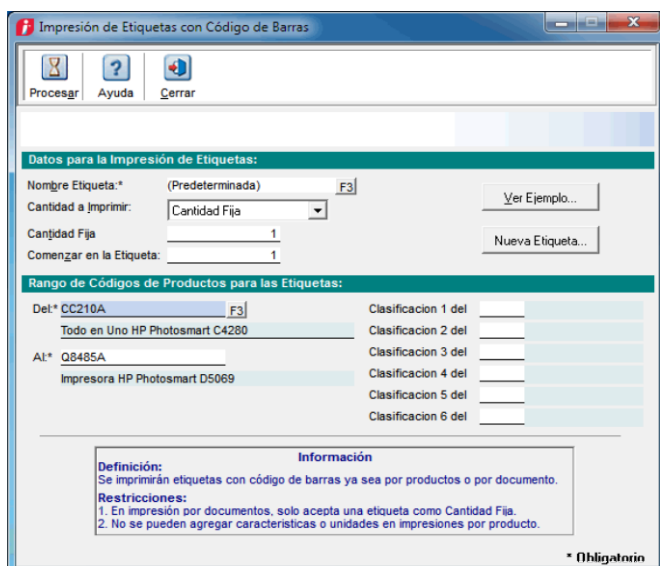 Impresión de Etiquetas con Código de Barras
Procesar Ayuda Cerrar
Datos para la Impresión de Etiquetas:
Nombre Etiqueta:* (Predeterminada) F3
Ver Ejemplo...
Cantidad a Imprimir: Cantidad Fija
Cantidad Fija 1
Nueva Etiqueta...
Comenzar en la Etiqueta: 1
Rango de Códigos de Productos para las Etiquetas:
Del:* CC210A F3 Clasificacion 1 del
Todo en Uno HP Photosmart C4280 Clasificacion 2 del
Al:* Q8485A Clasificacion 3 del
Impresora HP Photosmart D5069 Clasificacion 4 del
Clasificacion 5 del
Clasificacion 6 del
Información
Definición:
Se imprimirán etiquetas con código de barras ya sea por productos o por documento.
Restricciones:
1. En impresión por documentos, solo acepta una etiqueta como Cantidad Fija.
2. No se pueden agregar caracteristicas o unidades en impresiones por producto.
* Obligatorio